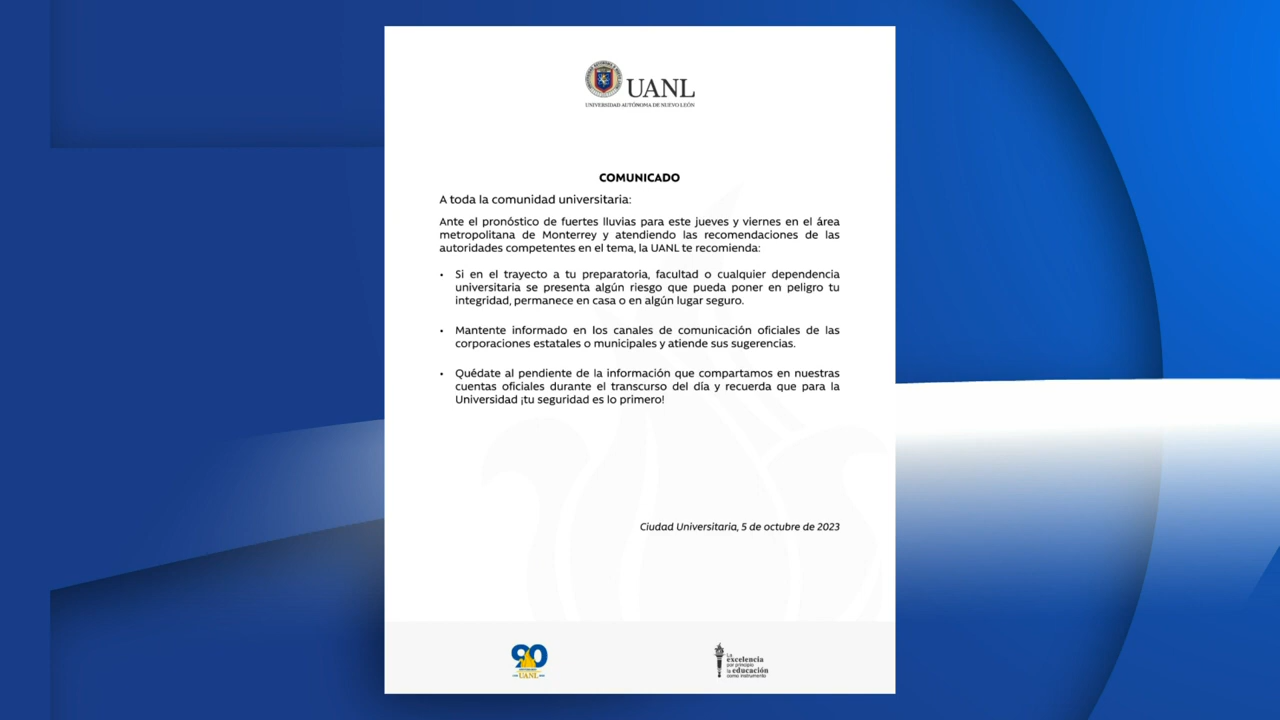 UANL
UNIVERSIDAD AUTÓNOMA DE NUEVO LEÓN
COMUNICADO
A toda la comunidad universitaria:
Ante el pronóstico de fuertes lluvias para este jueves y viernes en el área
metropolitana de Monterrey y atendiendo las recomendaciones de las
autoridades competentes en el tema, la UANL te recomienda:
• Si en el trayecto a tu preparatoria, facultad o cualquier dependencia
universitaria se presenta algún riesgo que pueda poner en peligro tu
integridad, permanece en casa o en algún lugar seguro.
• Mantente informado en los canales de comunicación oficiales de las
corporaciones estatales o municipales y atiende sus sugerencias.
• Quédate al pendiente de la información que compartamos en nuestras
cuentas oficiales durante el transcurso del día y recuerda que para la
Universidad ¡tu seguridad es lo primero!
Ciudad Universitaria, 5 de octubre de 2023
90
UANL
La
excelencia
por principio
la educación
como instrumento